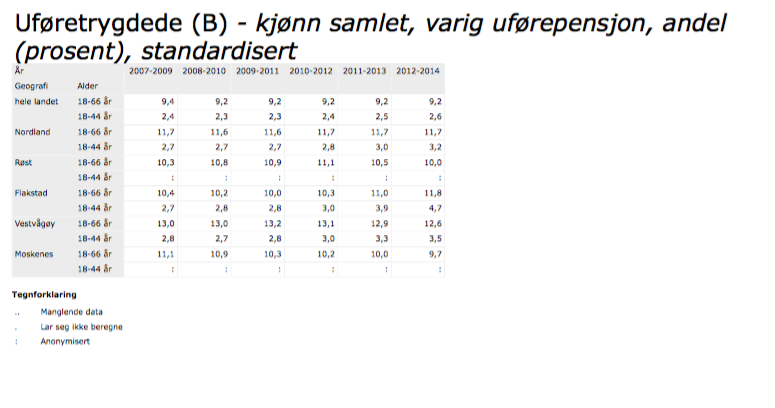 Uføretrygdede (B) - kjønn samlet, varig uførepensjon, andel
(prosent), standardisert
År 2007-2009 2008-2010 2009-2011 2010-2012 2011-2013 2012-2014
Geografi Alder
hele landet 18-66 år 9,4 9,2 9,2 9,2 9,2 9,2
18-44 år 2,4 2,3 2,3 2,4 2,5 2,6
Nordland 18-66 år 11,7 11,6 11,6 11,7 11,7 11,7
18-44 år 2,7 2,7 2,7 2,8 3,0 3,2
Røst 18-66 år 10,3 10,8 10,9 11,1 10,5 10,0
18-44 år : : : : : :
Flakstad 18-66 år 10,4 10,2 10,0 10,3 11,0 11,8
18-44 år 2,7 2,8 2,8 3,0 3,9 4,7
Vestvågøy 18-66 år 13,0 13,0 13,2 13,1 12,9 12,6
18-44 år 2,8 2,7 2,8 3,0 3,3 3,5
Moskenes 18-66 år 11,1 10,9 10,3 10,2 10,0 9,7
18-44 år : : : : : :
Tegnforklaring
.. Manglende data
. Lar seg ikke beregne
: Anonymisert